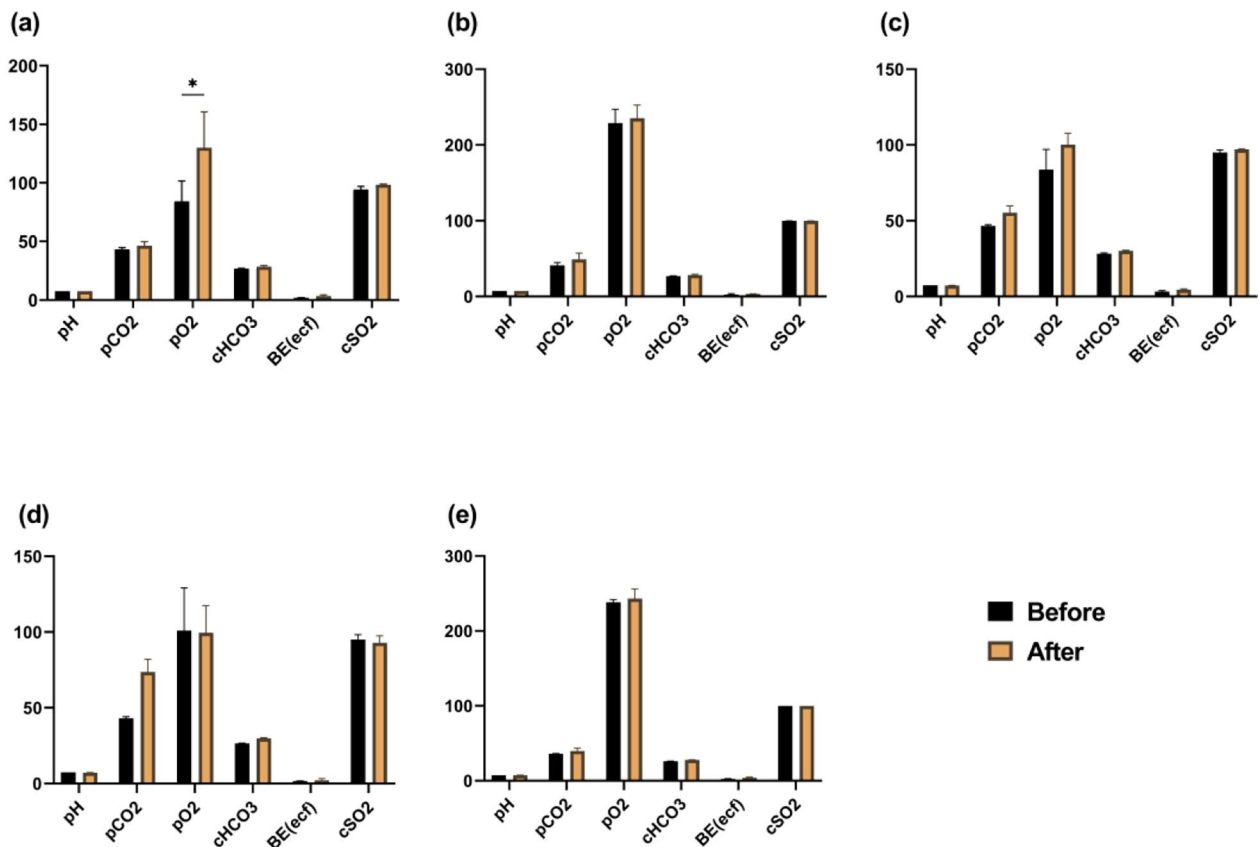 (a)
200
150
100
50
0
*
pH
pCO2
pO2
cHCO3
BE(ecf)
cSO2
(b)
300
200
100
0
pH
pCO2
pO2
cHCO3
BE(ecf)
cSO2
(c)
150
100
50
0
pH
pCO2
pO2
cHCO3
BE(ecf)
cSO2
(d)
150
100
50
0
pH
pCO2
pO2
cHCO3
BE(ecf)
cSO2
(e)
300
200
100
0
pH
pCO2
pO2
cHCO3
BE(ecf)
cSO2
Before
After